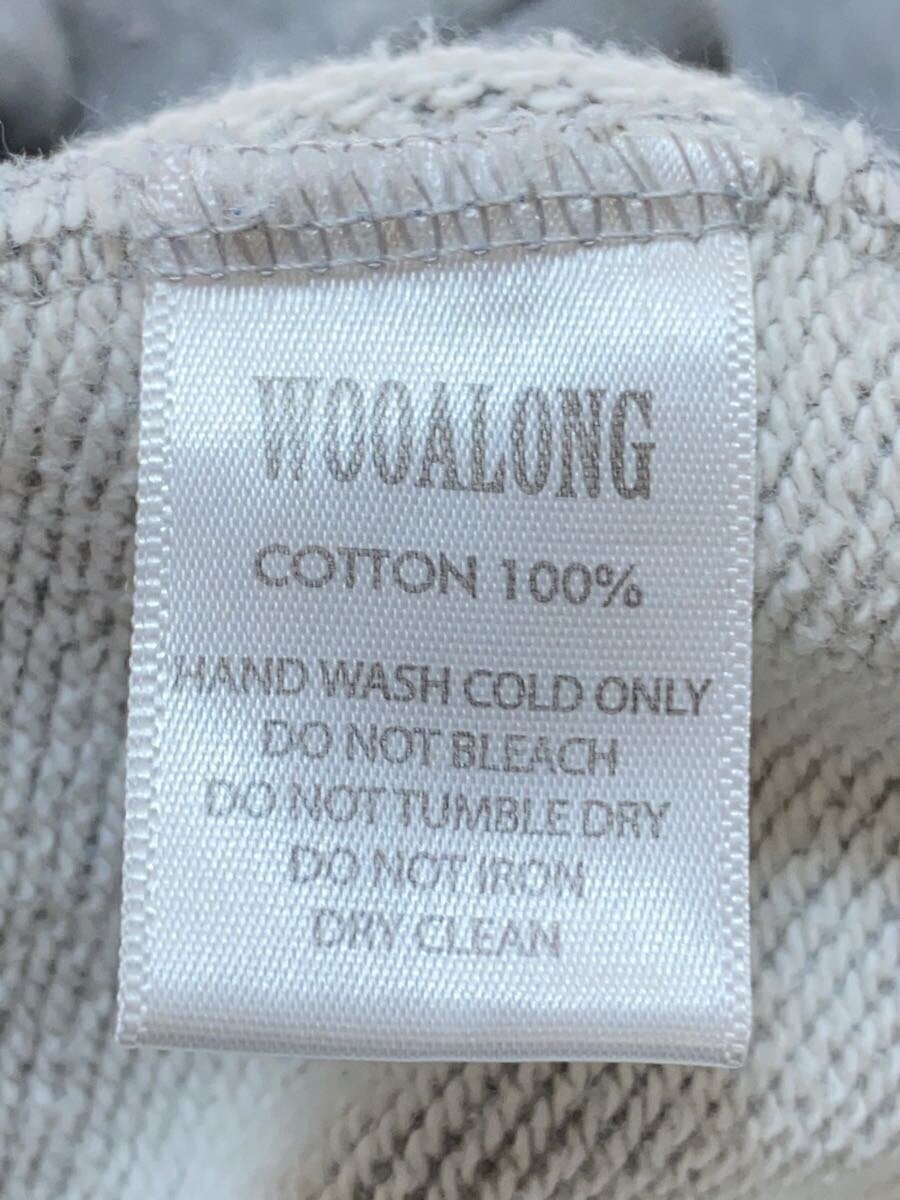 WOOALONG
COTTON 100%
HAND WASH COLD ONLY
DO NOT BLEACH
DO NOT TUMBLE DRY
DO NOT IRON
DRY CLEAN